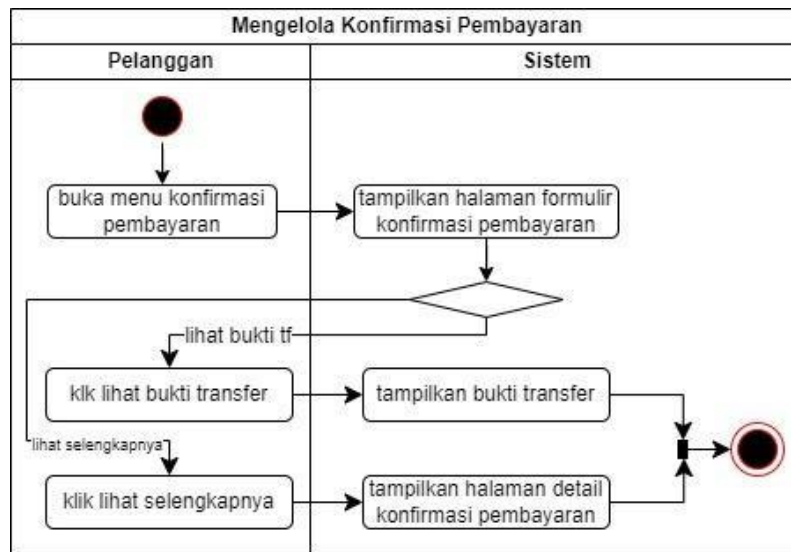 Mengelola Konfirmasi Pembayaran
Pelanggan
Sistem
buka menu konfirmasi
pembayaran
tampilkan halaman formulir
konfirmasi pembayaran
lihat bukti tf
klk lihat bukti transfer
tampilkan bukti transfer
lihat selengkapnya
klik lihat selengkapnya
tampilkan halaman detail
konfirmasi pembayaran